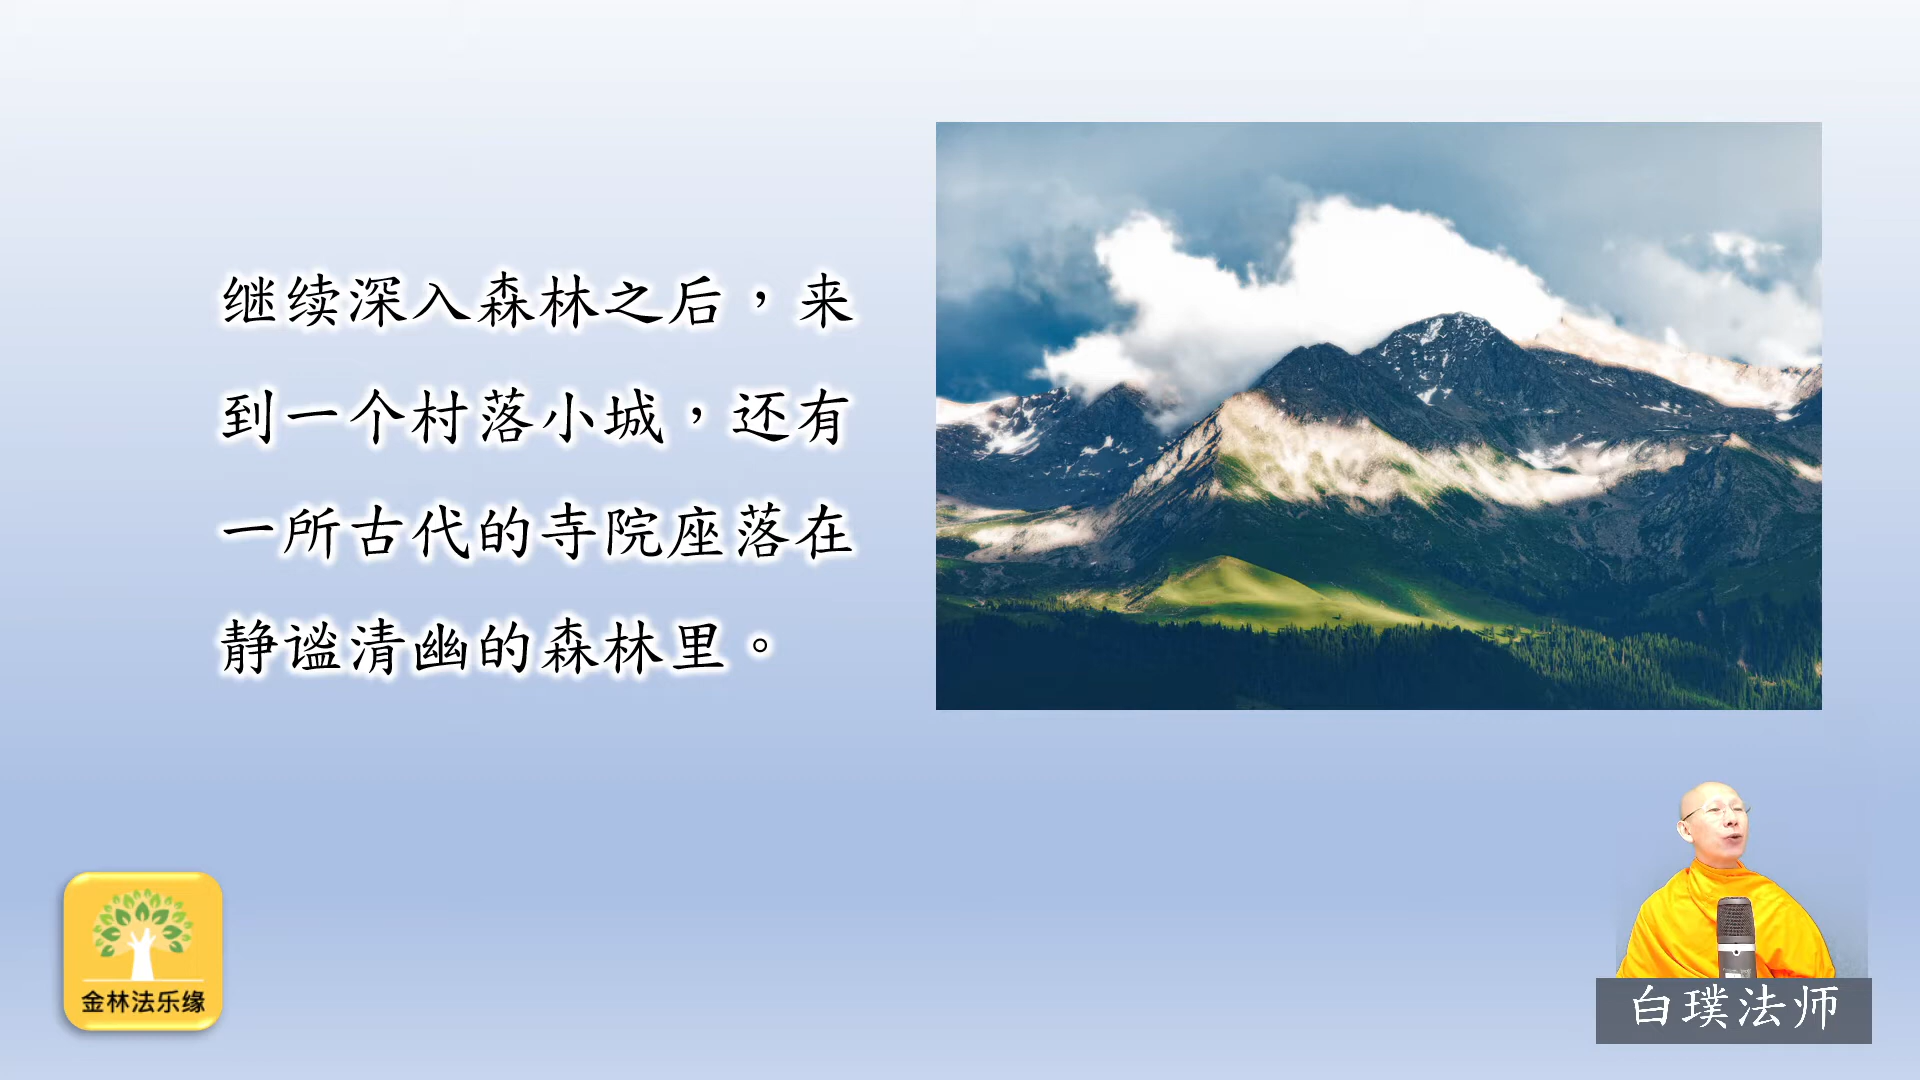 继续深入森林之后，来
到一个村落小城，还有
一所古代的寺院座落在
静谧清幽的森林里。
金林法乐缘
白璞法师